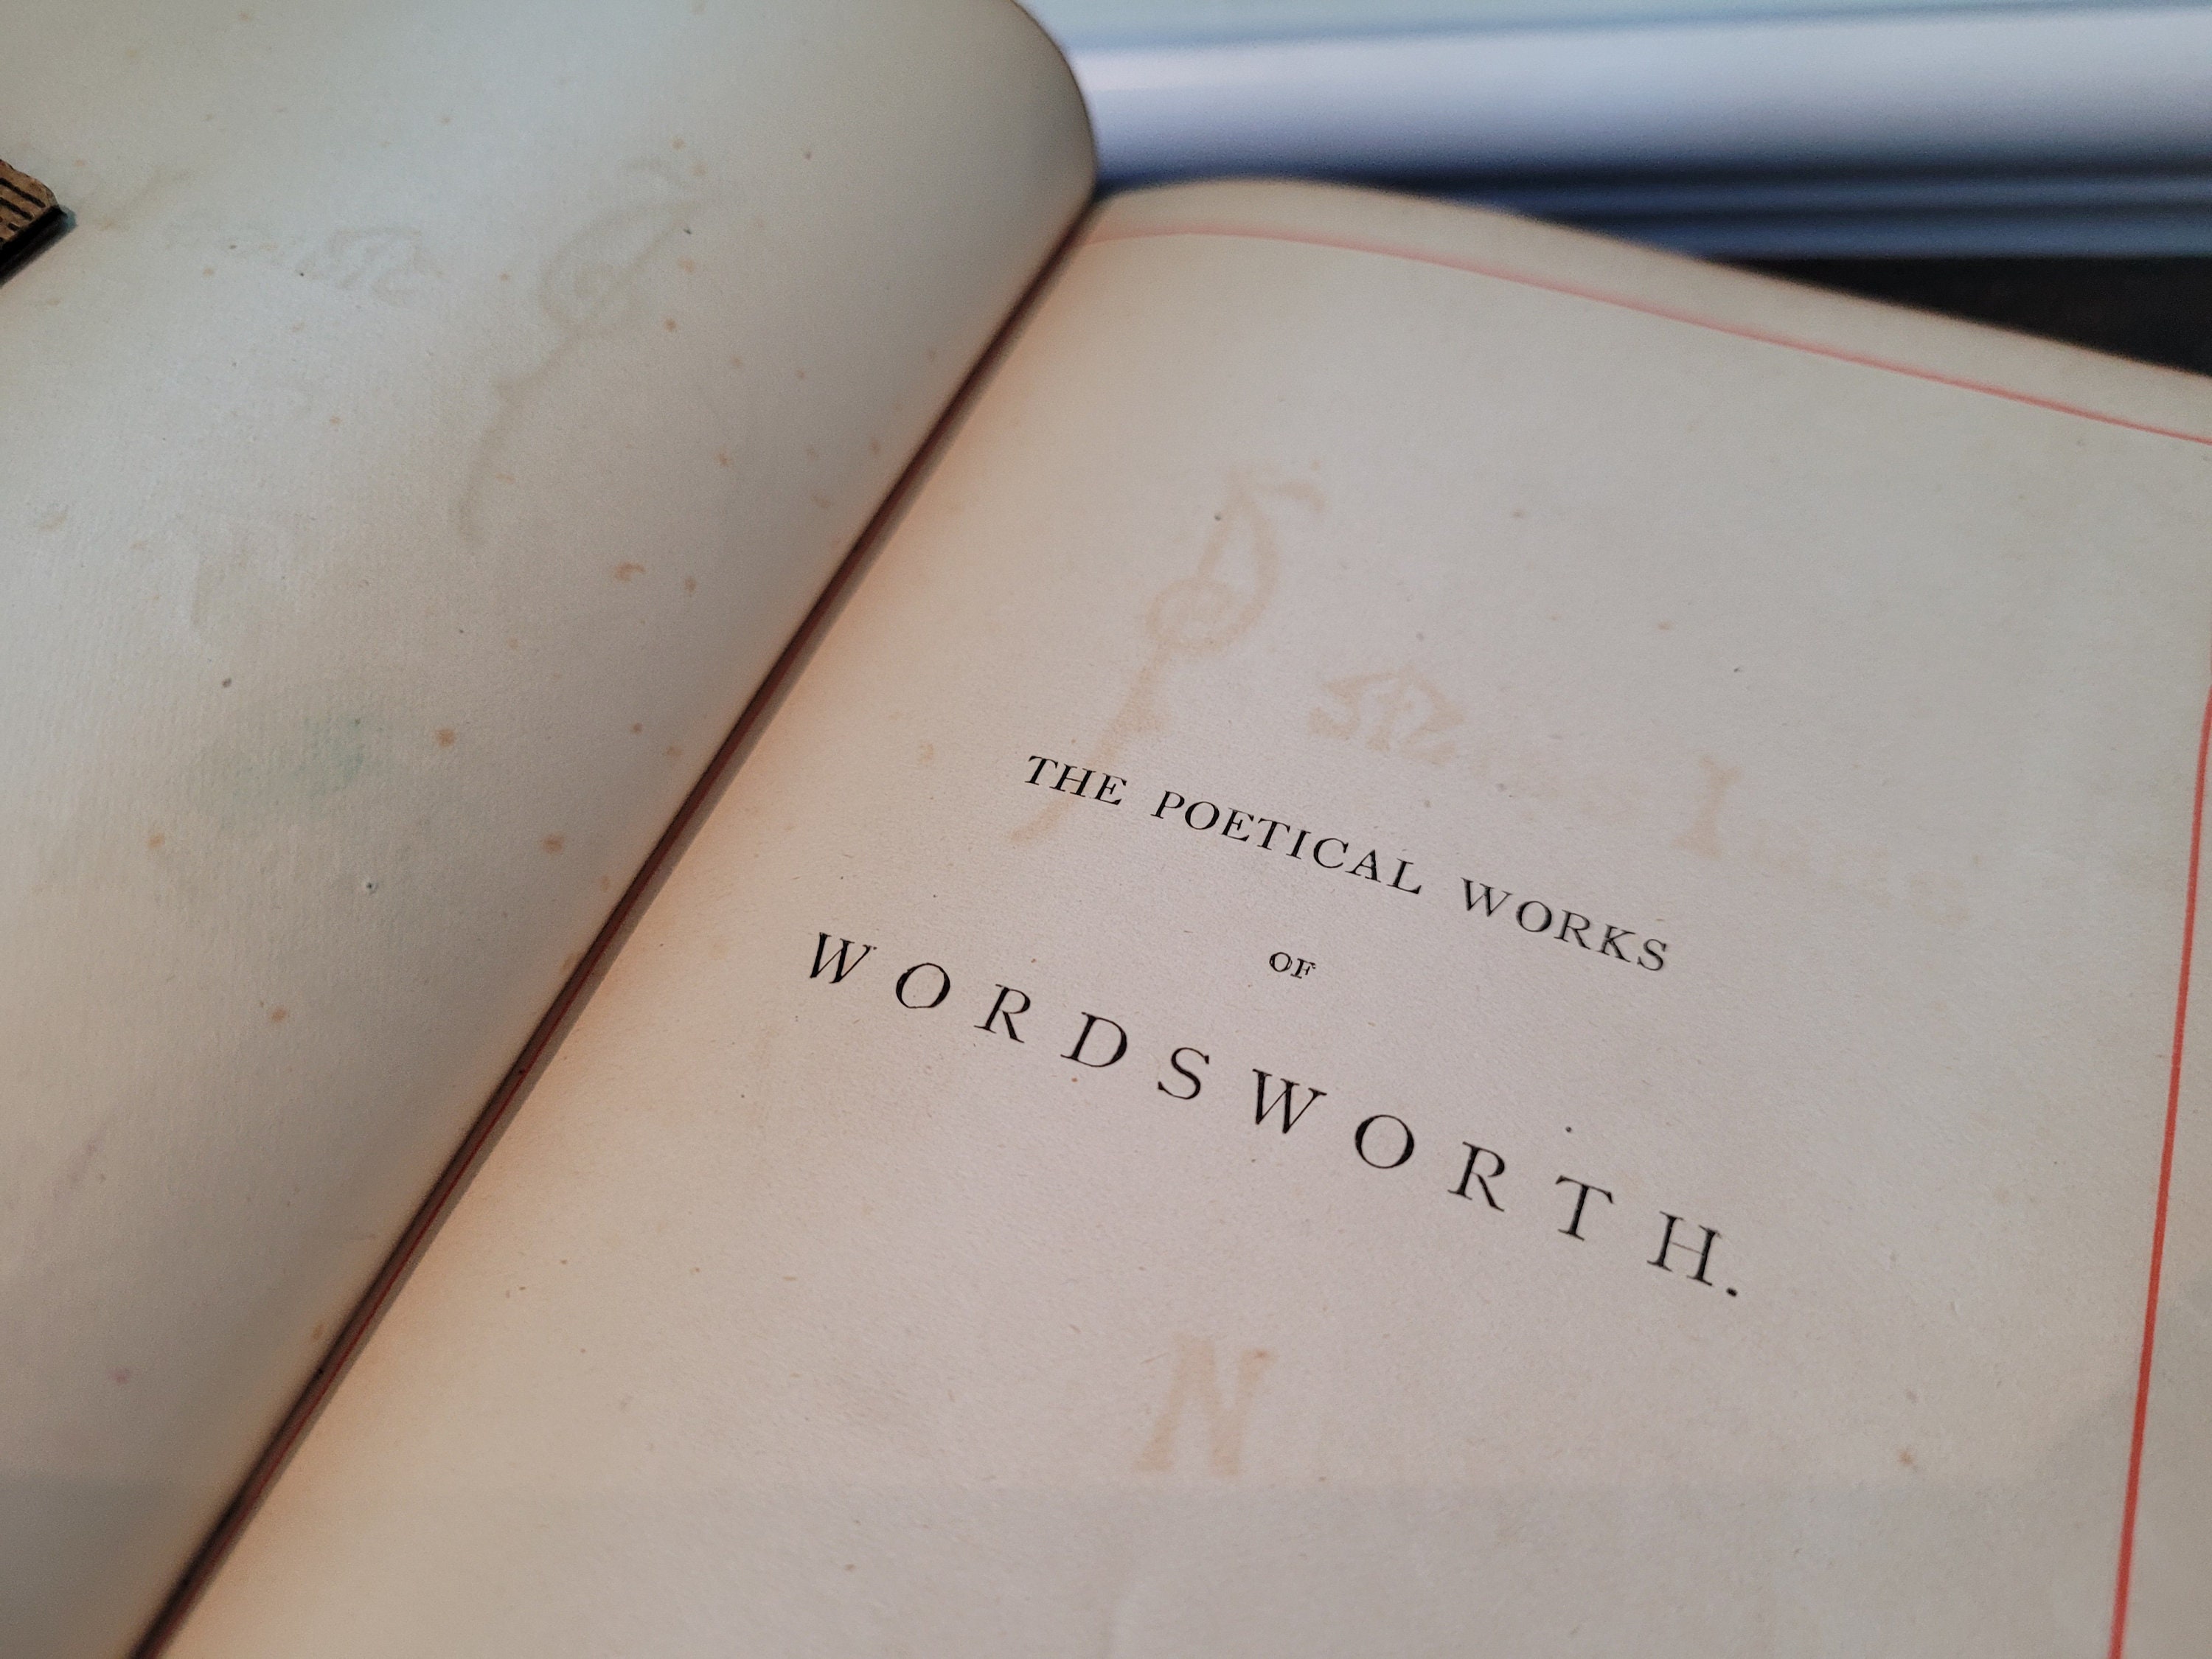 THE POETICAL WORKS
OF
WORDSWORTH.